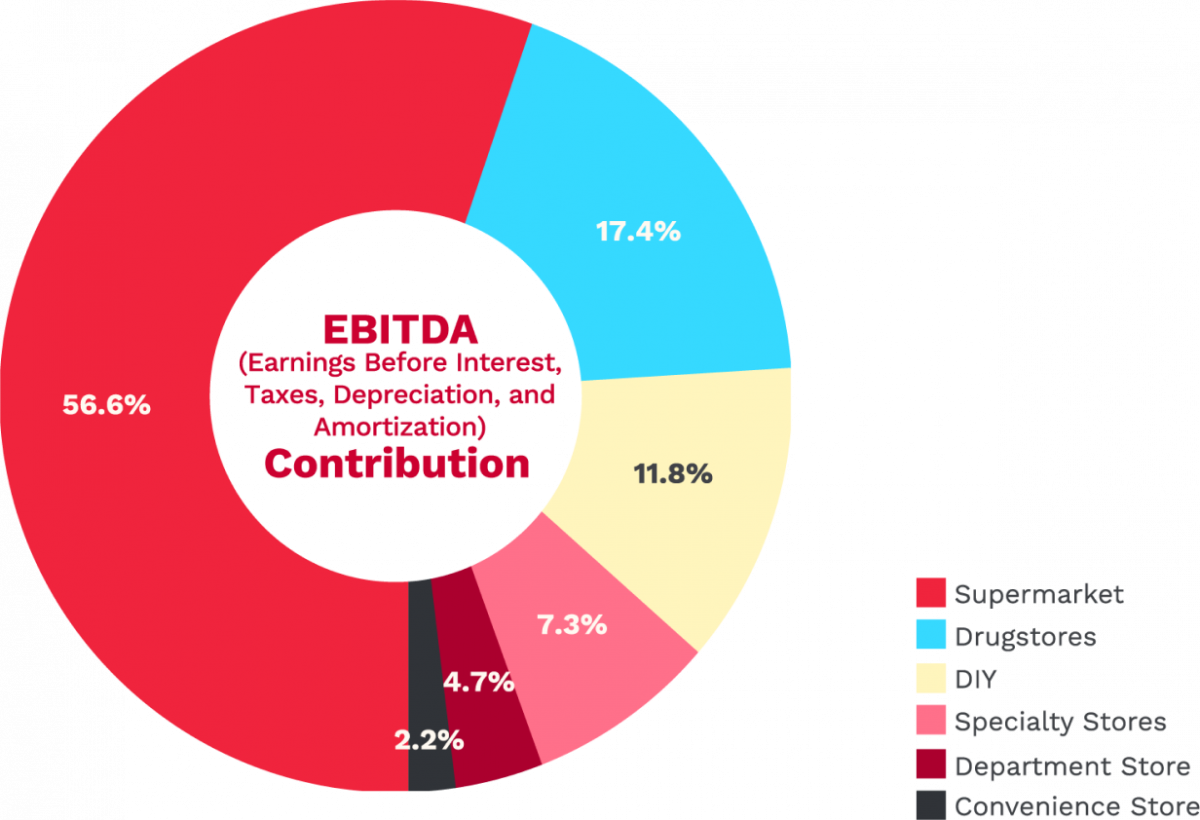 17.4%
EBITDA
(Earnings Before Interest,
Taxes, Depreciation, and
Amortization)
Contribution
56.6%
11.8%
7.3%
4.7%
2.2%
Supermarket
Drugstores
DIY
Specialty Stores
Department Store
Convenience Store